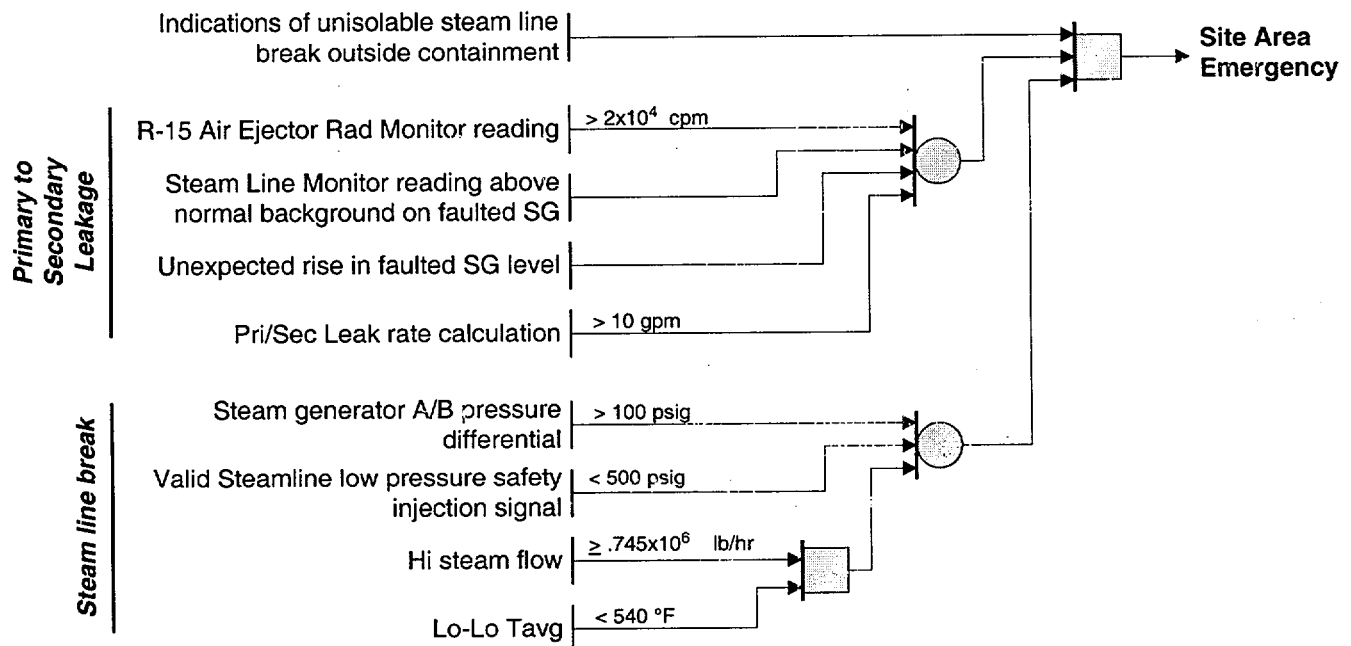 Indications of unisolable steam line
break outside containment
Site Area
Emergency
Primary to
Secondary
Leakage
R-15 Air Ejector Rad Monitor reading
> 2x10⁴ cpm
Steam Line Monitor reading above
normal background on faulted SG
Unexpected rise in faulted SG level
Pri/Sec Leak rate calculation
> 10 gpm
Steam line break
Steam generator A/B pressure
differential
> 100 psig
Valid Steamline low pressure safety
injection signal
< 500 psig
Hi steam flow
≥ .745x10⁶ lb/hr
Lo-Lo Tavg
< 540 °F